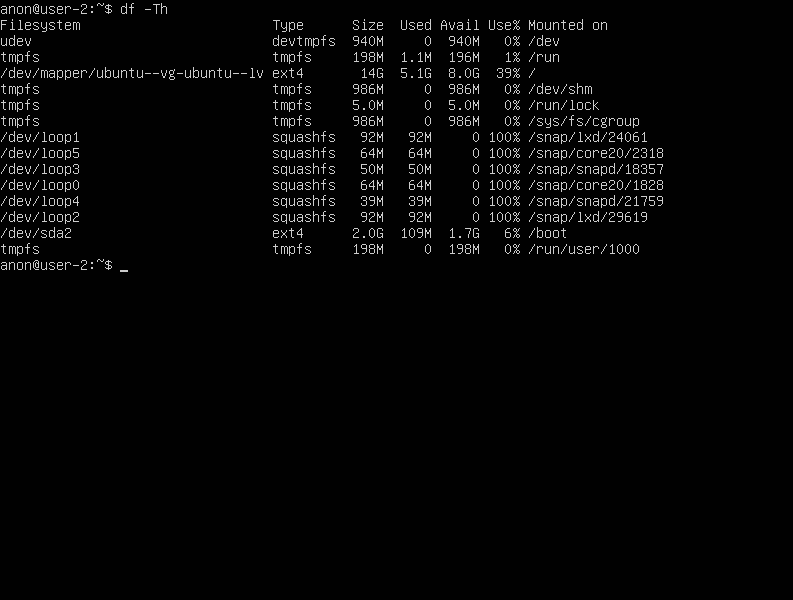 anon@user-2:~$ df -Th
Filesystem                        Type      Size  Used Avail Use% Mounted on
udev                              devtmpfs  940M     0  940M   0% /dev
tmpfs                             tmpfs     198M  1.1M  196M   1% /run
/dev/mapper/ubuntu--vg-ubuntu--lv ext4       14G  5.1G  8.0G  39% /
tmpfs                             tmpfs     986M     0  986M   0% /dev/shm
tmpfs                             tmpfs     5.0M     0  5.0M   0% /run/lock
tmpfs                             tmpfs     986M     0  986M   0% /sys/fs/cgroup
/dev/loop1                        squashfs   92M   92M     0 100% /snap/lxd/24061
/dev/loop5                        squashfs   64M   64M     0 100% /snap/core20/2318
/dev/loop3                        squashfs   50M   50M     0 100% /snap/snapd/18357
/dev/loop0                        squashfs   64M   64M     0 100% /snap/core20/1828
/dev/loop4                        squashfs   39M   39M     0 100% /snap/snapd/21759
/dev/loop2                        squashfs   92M   92M     0 100% /snap/lxd/29619
/dev/sda2                         ext4      2.0G  109M  1.7G   6% /boot
tmpfs                             tmpfs     198M     0  198M   0% /run/user/1000
anon@user-2:~$ _